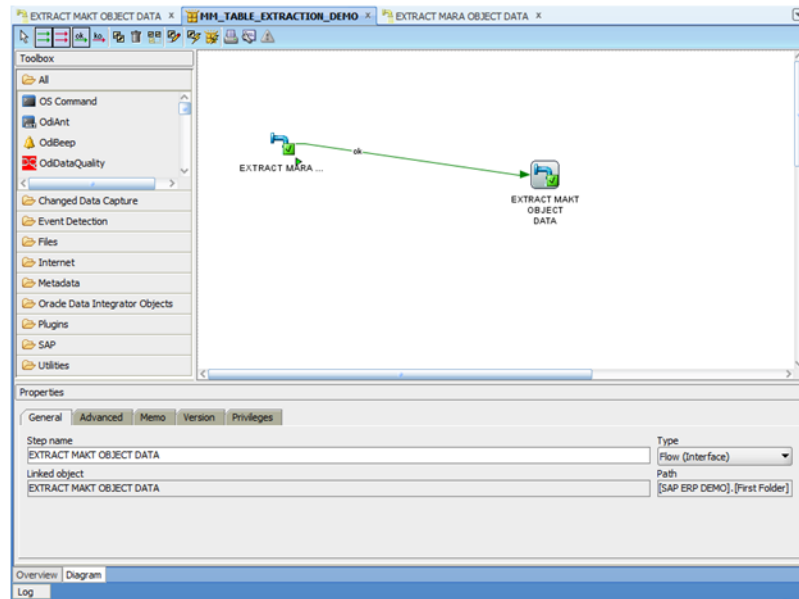 EXTRACT MAKT OBJECT DATA x
MM_TABLE_EXTRACTION_DEMO x
EXTRACT MARA OBJECT DATA x
ok
ko
Toolbox
All
OS Command
OdiAnt
OdiBeep
OdiDataQuality
Changed Data Capture
Event Detection
Files
Internet
Metadata
Oracle Data Integrator Objects
Plugins
SAP
Utilities
EXTRACT MARA ...
ok
EXTRACT MAKT
OBJECT
DATA
Properties
General Advanced Memo Version Privileges
Step name
EXTRACT MAKT OBJECT DATA
Type
Flow (Interface)
Linked object
EXTRACT MAKT OBJECT DATA
Path
[SAP ERP DEMO].[First Folder]
Overview Diagram
Log